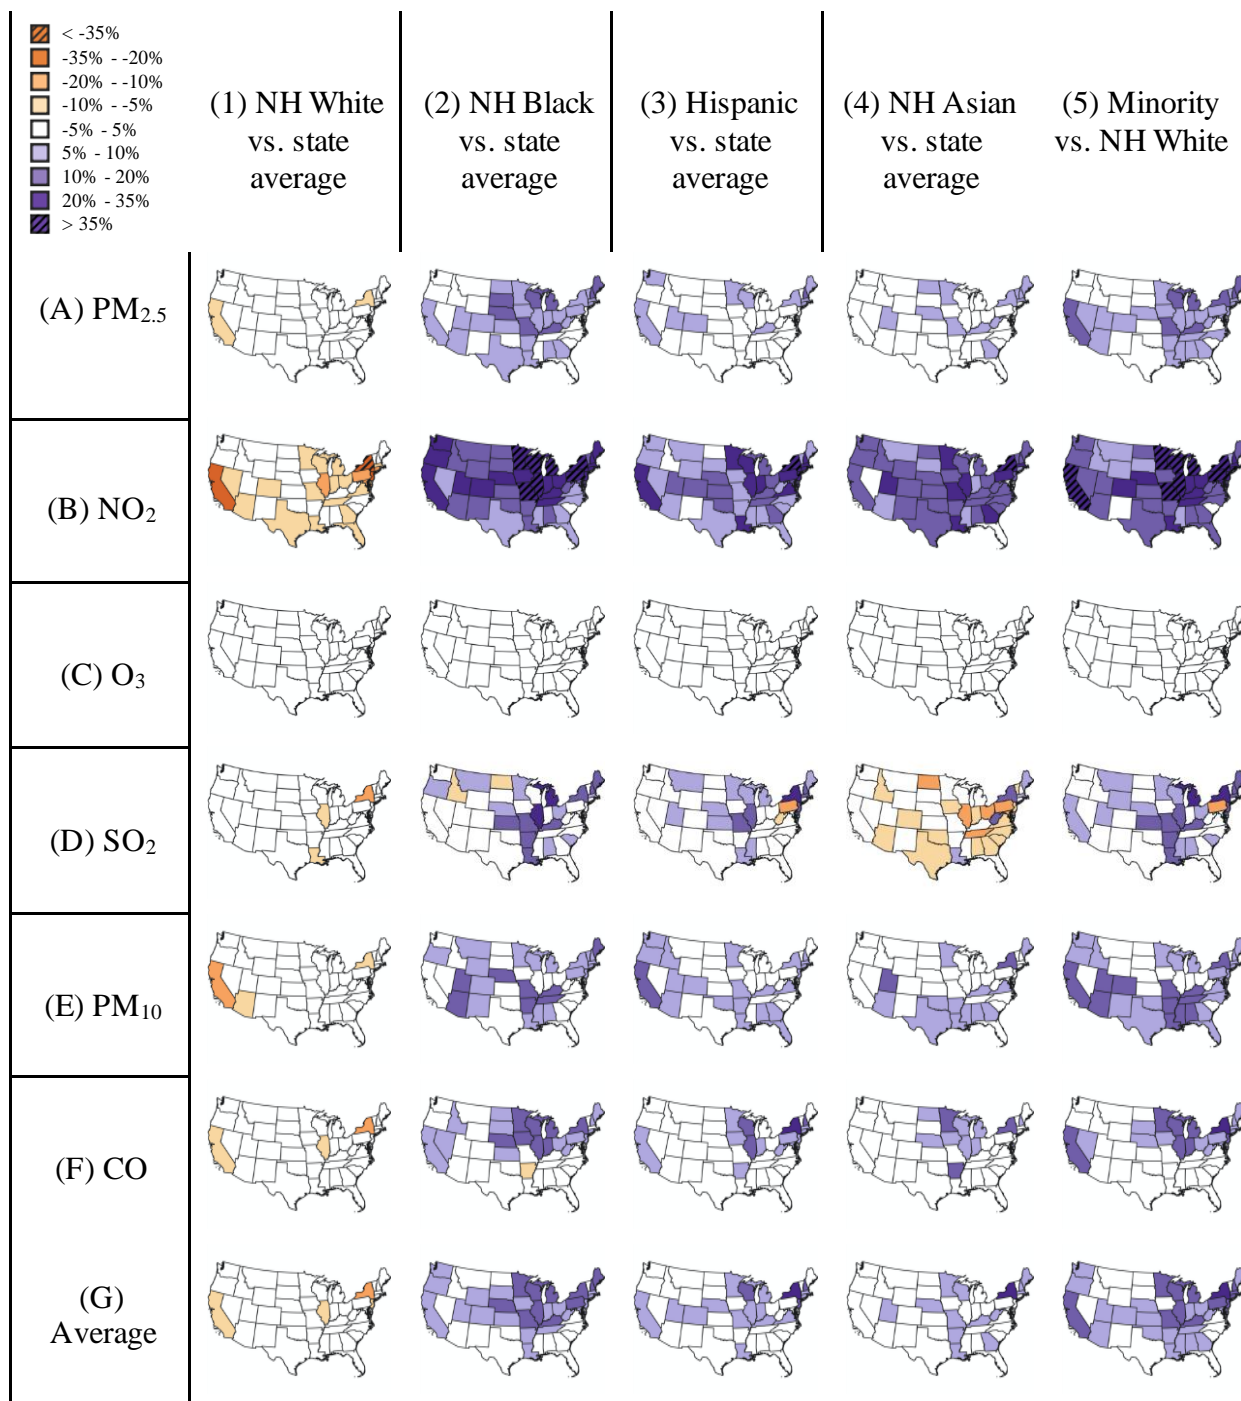 < -35%
-35% - -20%
-20% - -10%
-10% - -5%
-5% - 5%
5% - 10%
10% - 20%
20% - 35%
> 35%
(1) NH White
vs. state
average
(2) NH Black
vs. state
average
(3) Hispanic
vs. state
average
(4) NH Asian
vs. state
average
(5) Minority
vs. NH White
(A) PM2.5
(B) NO2
(C) O3
(D) SO2
(E) PM10
(F) CO
(G)
Average